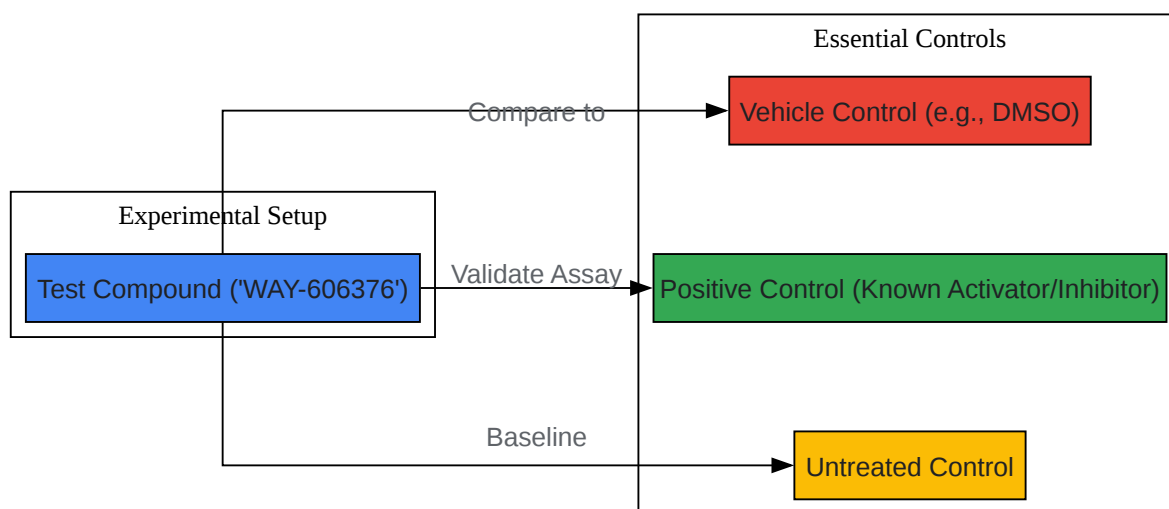 Essential Controls
Compare to
Vehicle Control (e.g., DMSO)
Experimental Setup
Test Compound ('WAY-606376')
Validate Assay
Positive Control (Known Activator/Inhibitor)
Baseline
Untreated Control